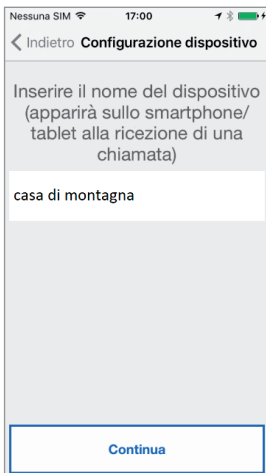 Nessuna SIM 17:00
Indietro Configurazione dispositivo
Inserire il nome del dispositivo
(apparirà sullo smartphone/
tablet alla ricezione di una
chiamata)
casa di montagna
Continua